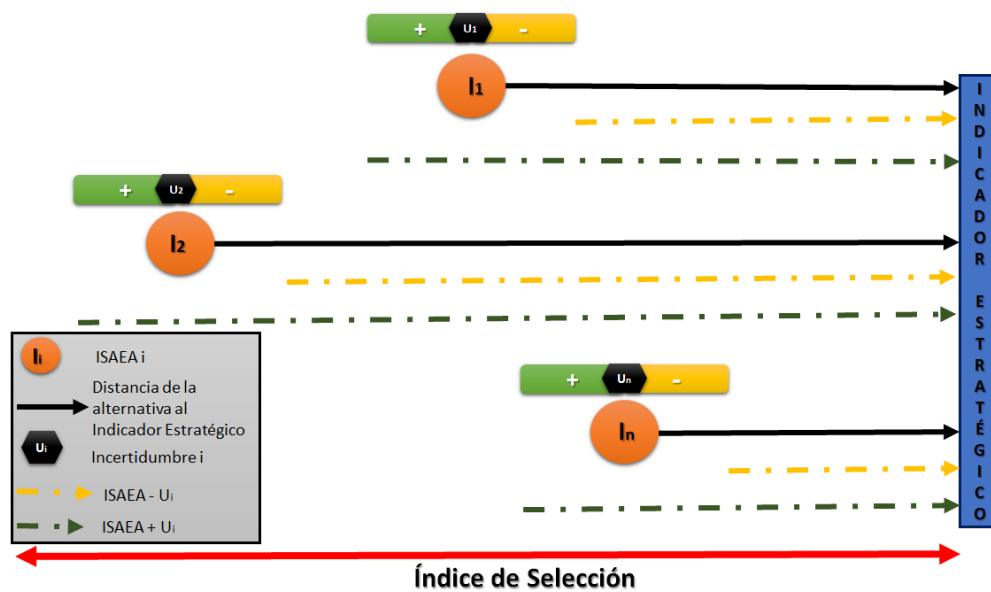 + U1 -
I1
+ U2 -
I2
+ Un -
In
INDICADOR ESTRATÉGICO
Ii ISAEA i
Distancia de la
alternativa al
Indicador Estratégico
Ui Incertidumbre i
ISAEA - Ui
ISAEA + Ui
Índice de Selección